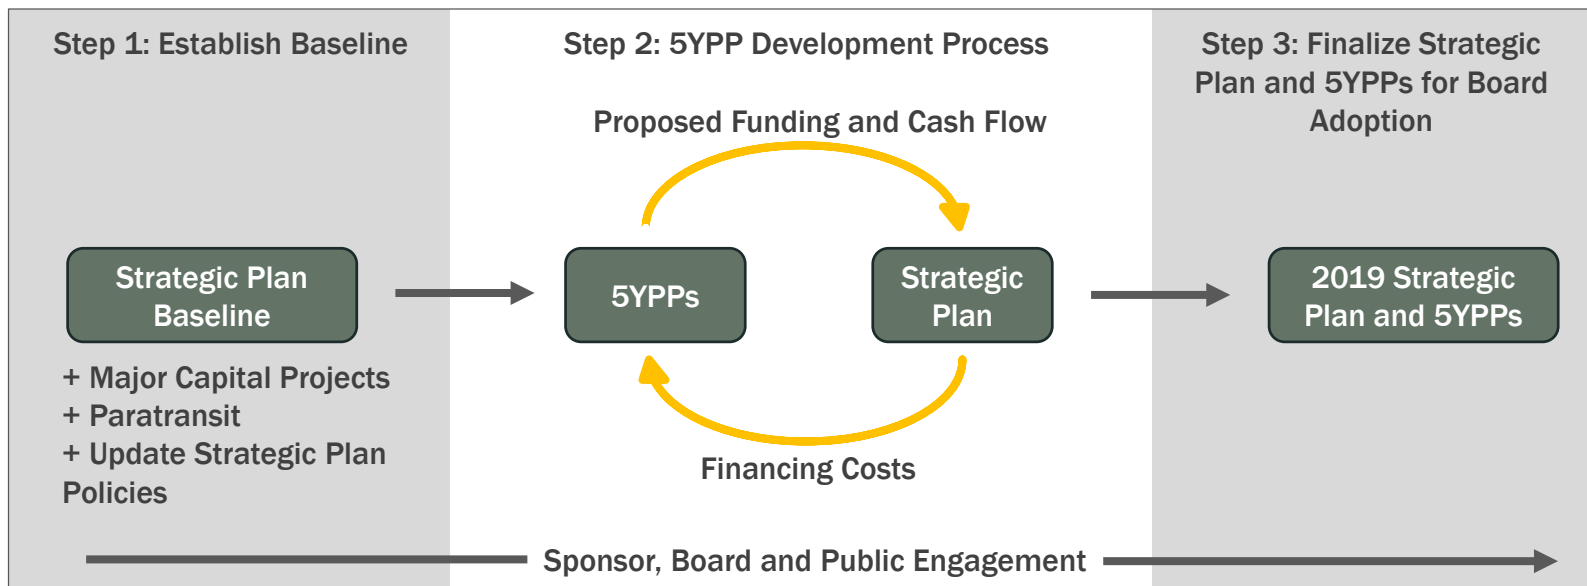 Step 1: Establish Baseline
Strategic Plan
Baseline
+ Major Capital Projects
+ Paratransit
+ Update Strategic Plan
Policies
Step 2: 5YPP Development Process
Proposed Funding and Cash Flow
5YPPs
Strategic
Plan
Financing Costs
Step 3: Finalize Strategic
Plan and 5YPPs for Board
Adoption
2019 Strategic
Plan and 5YPPs
Sponsor, Board and Public Engagement